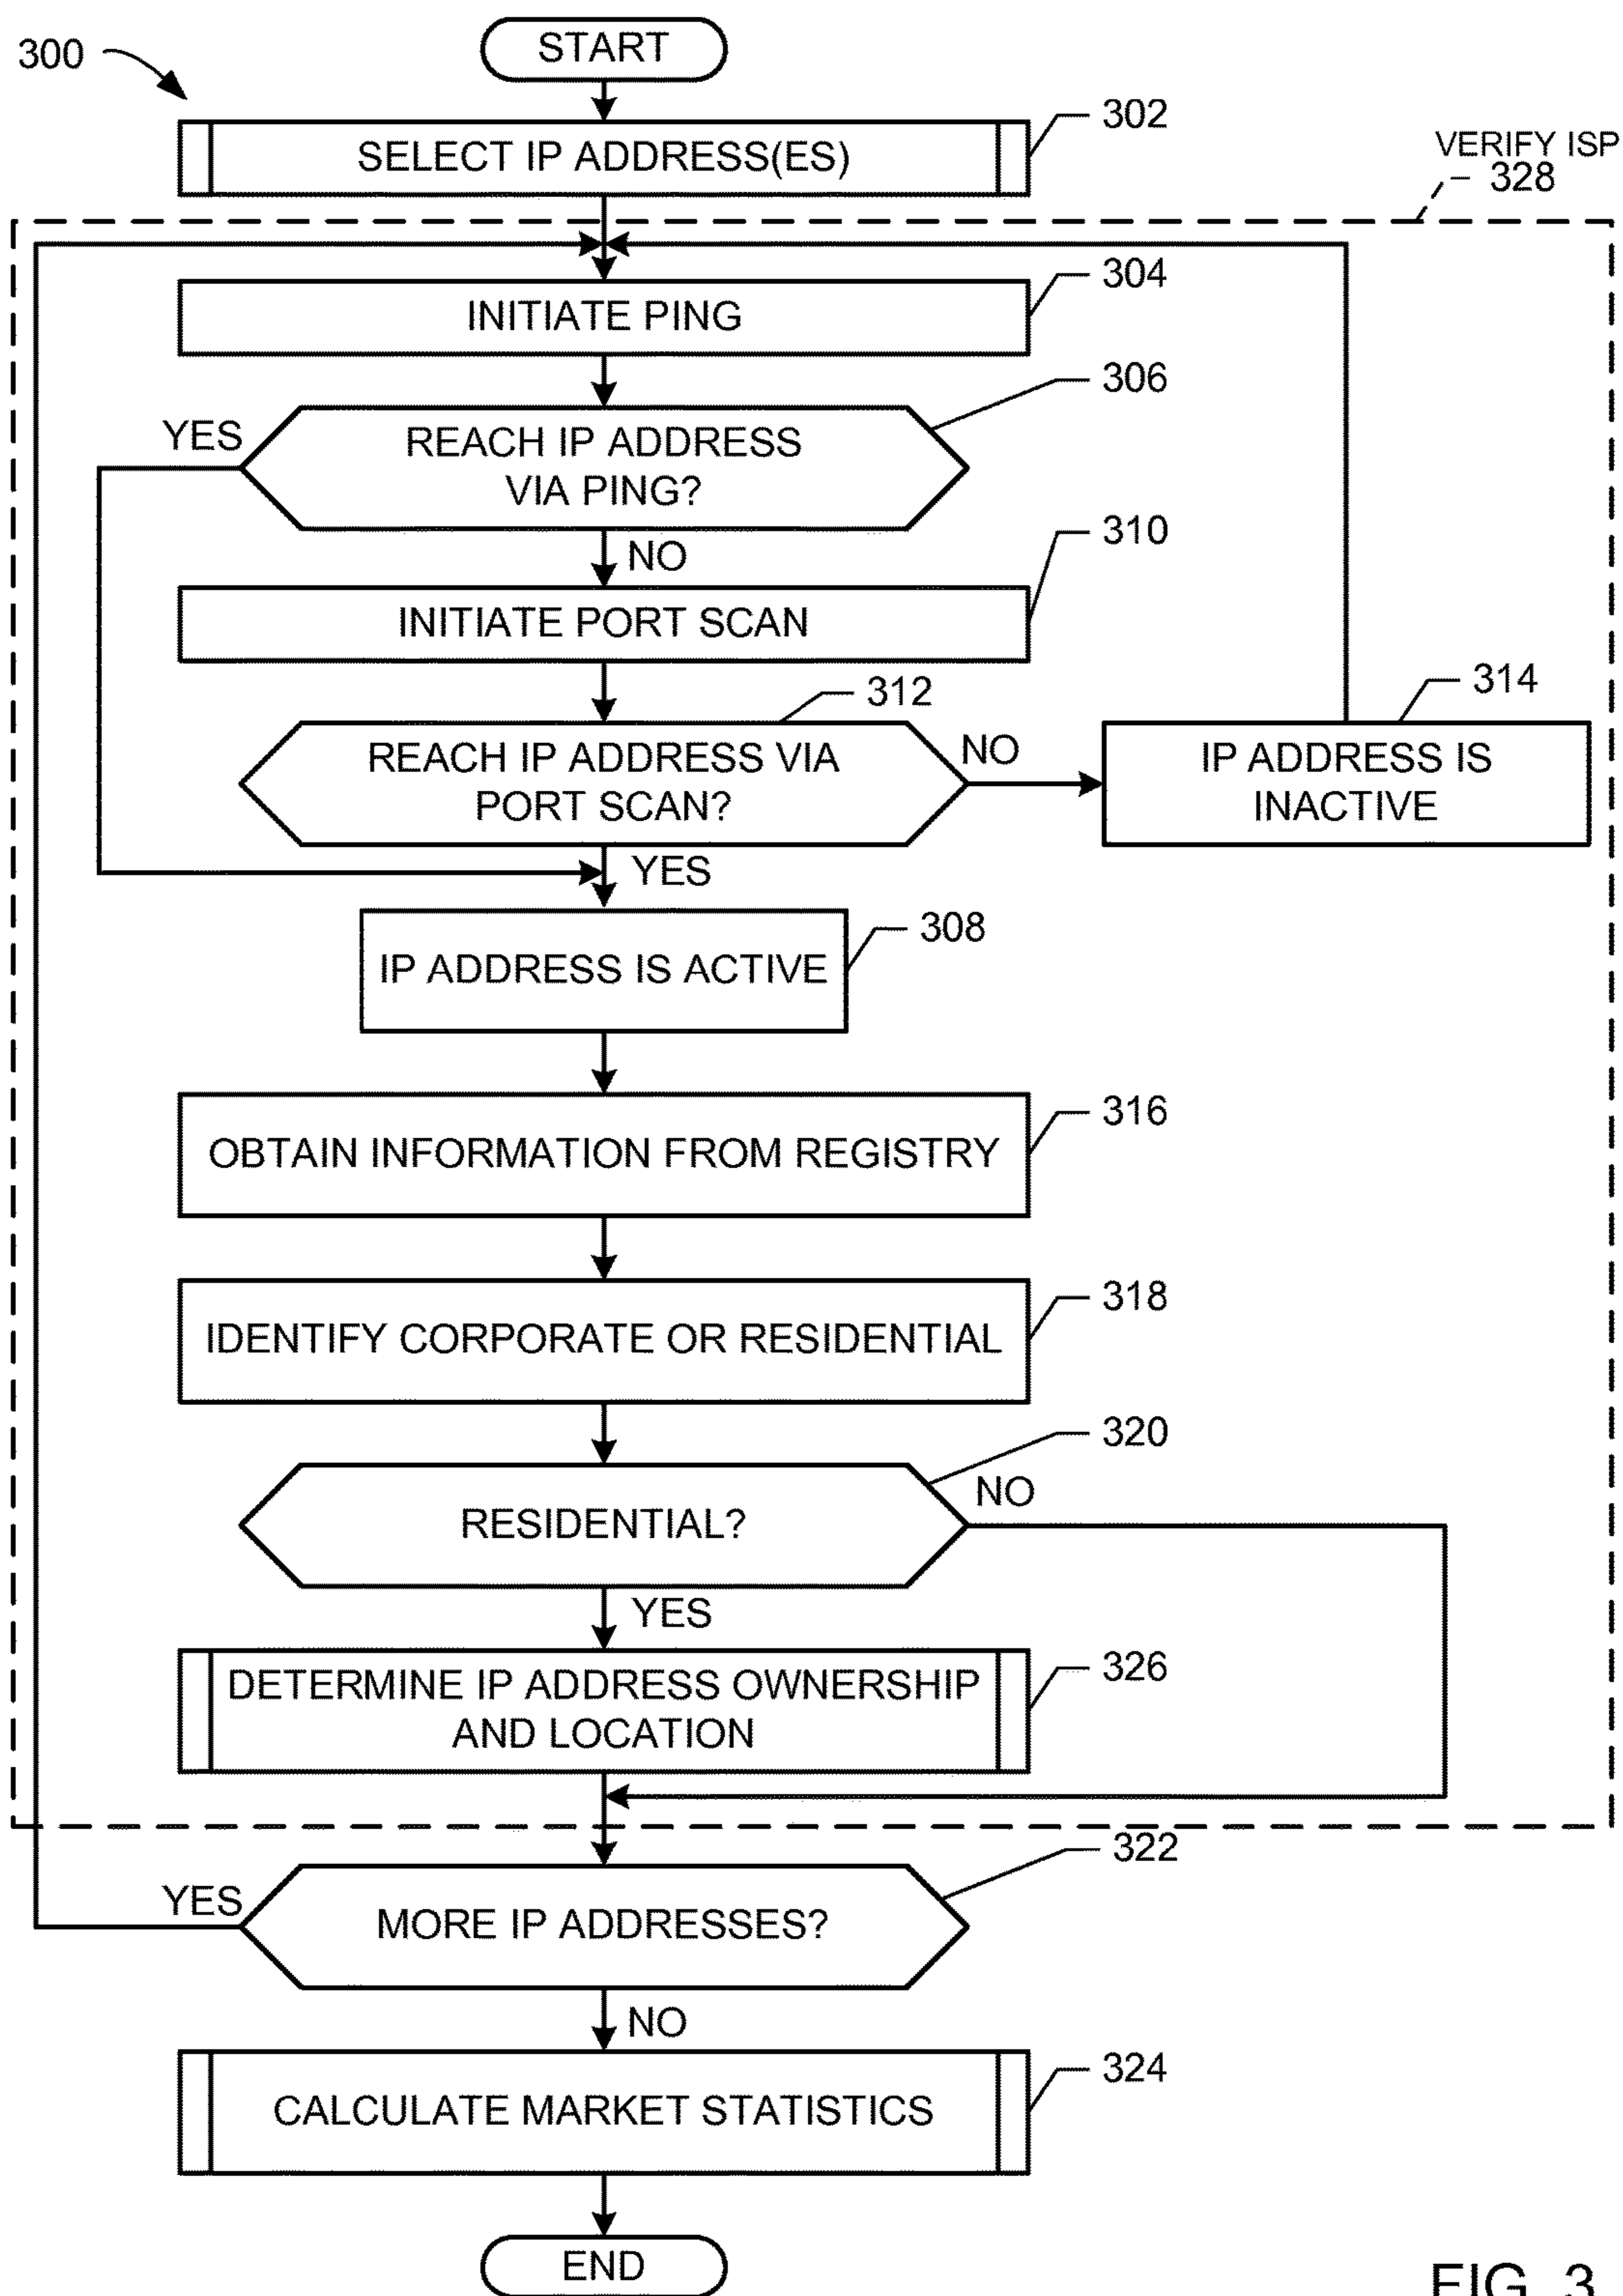 300
START
302
SELECT IP ADDRESS(ES)
VERIFY ISP
328
304
INITIATE PING
306
YES
REACH IP ADDRESS
VIA PING?
NO
310
INITIATE PORT SCAN
312
314
REACH IP ADDRESS VIA
PORT SCAN?
NO
IP ADDRESS IS
INACTIVE
YES
308
IP ADDRESS IS ACTIVE
316
OBTAIN INFORMATION FROM REGISTRY
318
IDENTIFY CORPORATE OR RESIDENTIAL
320
NO
RESIDENTIAL?
YES
326
DETERMINE IP ADDRESS OWNERSHIP
AND LOCATION
322
YES
MORE IP ADDRESSES?
NO
324
CALCULATE MARKET STATISTICS
END
FIG. 3